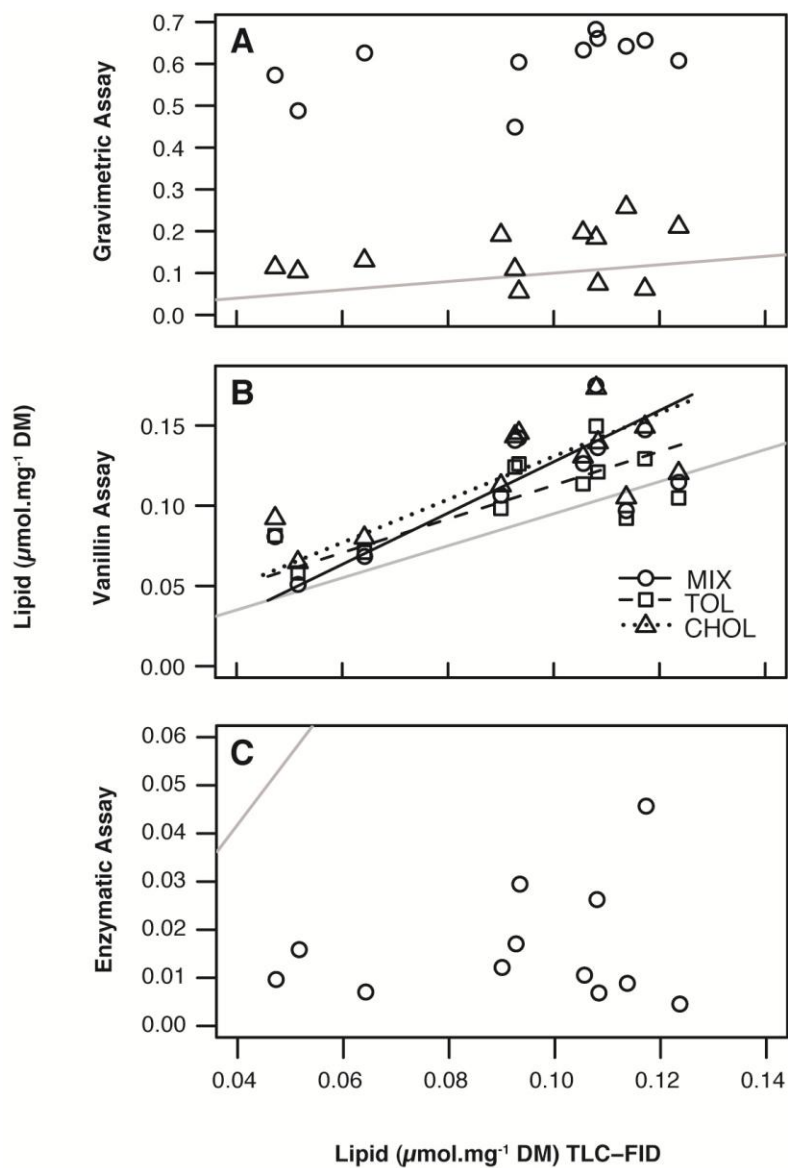 Lipid (µmol.mg⁻¹ DM)
Gravimetric Assay
A
0.7
0.6
0.5
0.4
0.3
0.2
0.1
0.0
Vanillin Assay
B
0.15
0.10
0.05
0.00
MIX
TOL
CHOL
Enzymatic Assay
C
0.06
0.05
0.04
0.03
0.02
0.01
0.00
0.04 0.06 0.08 0.10 0.12 0.14
Lipid (µmol.mg⁻¹ DM) TLC–FID